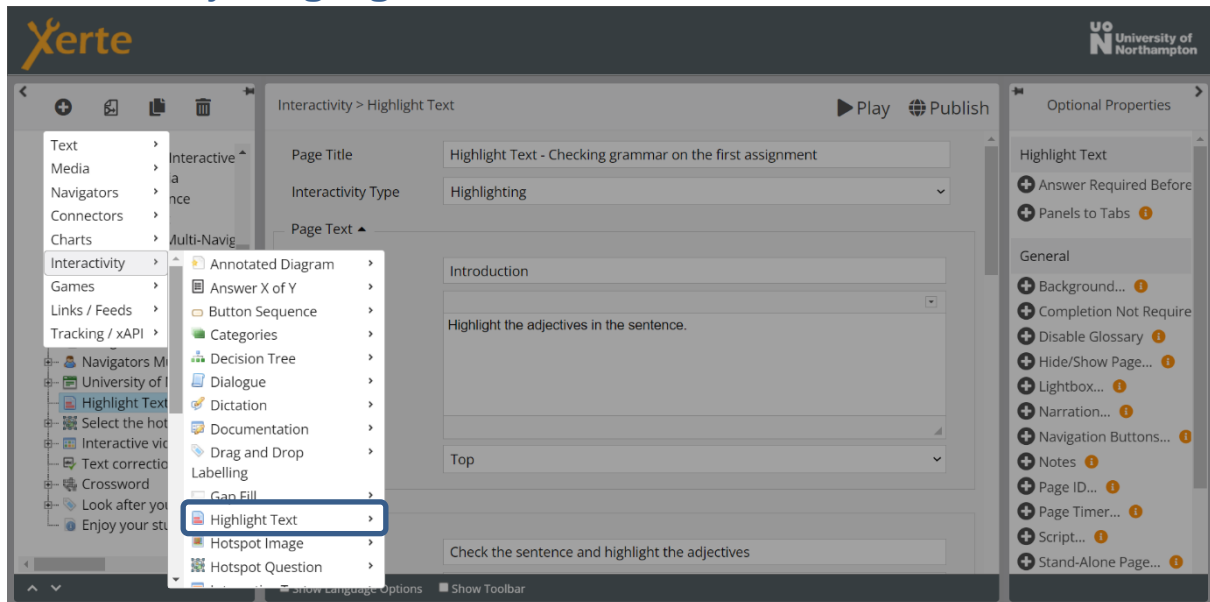 Xerte
UON University of Northampton
Interactivity > Highlight Text
Play
Publish
Optional Properties
Text
Media
Navigators
Connectors
Charts
Interactivity
Games
Links / Feeds
Tracking / xAPI
Interactive
Multi-Navig
Navigators
University of
Highlight Text
Select the hot
Interactive vid
Text correctio
Crossword
Look after you
Enjoy your stu
Annotated Diagram
Answer X of Y
Button Sequence
Categories
Decision Tree
Dialogue
Dictation
Documentation
Drag and Drop
Labelling
Gap Fill
Highlight Text
Hotspot Image
Hotspot Question
Page Title
Highlight Text - Checking grammar on the first assignment
Interactivity Type
Highlighting
Page Text
Introduction
Highlight the adjectives in the sentence.
Top
Check the sentence and highlight the adjectives
Show Language Options
Show Toolbar
Highlight Text
Answer Required Before
Panels to Tabs
General
Background...
Completion Not Require
Disable Glossary
Hide/Show Page...
Lightbox...
Narration...
Navigation Buttons...
Notes
Page ID...
Page Timer...
Script...
Stand-Alone Page...